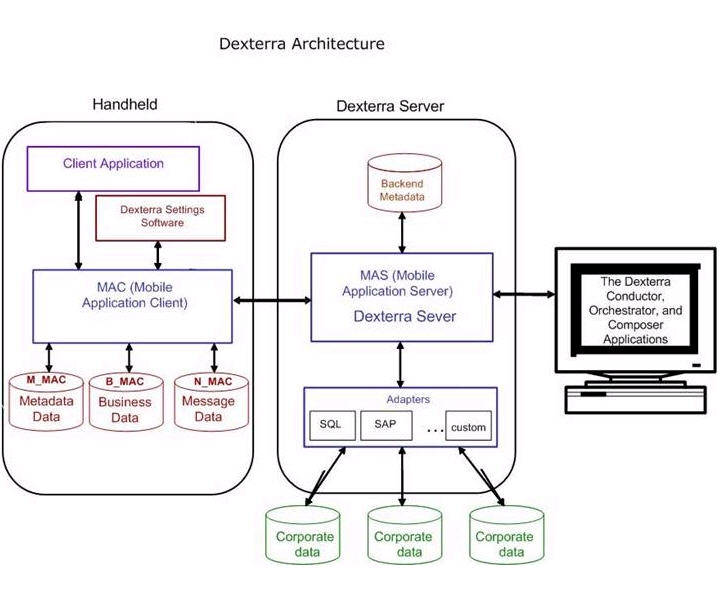 Dexterra Architecture
Handheld
Dexterra Server
Client Application
Dexterra Settings
Software
MAC (Mobile
Application Client)
M_MAC
Metadata
Data
B_MAC
Business
Data
N_MAC
Message
Data
Backend
Metadata
MAS (Mobile
Application Server)
Dexterra Sever
Adapters
SQL
SAP
...
custom
Corporate
data
Corporate
data
Corporate
data
The Dexterra
Conductor,
Orchestrator, and
Composer
Applications